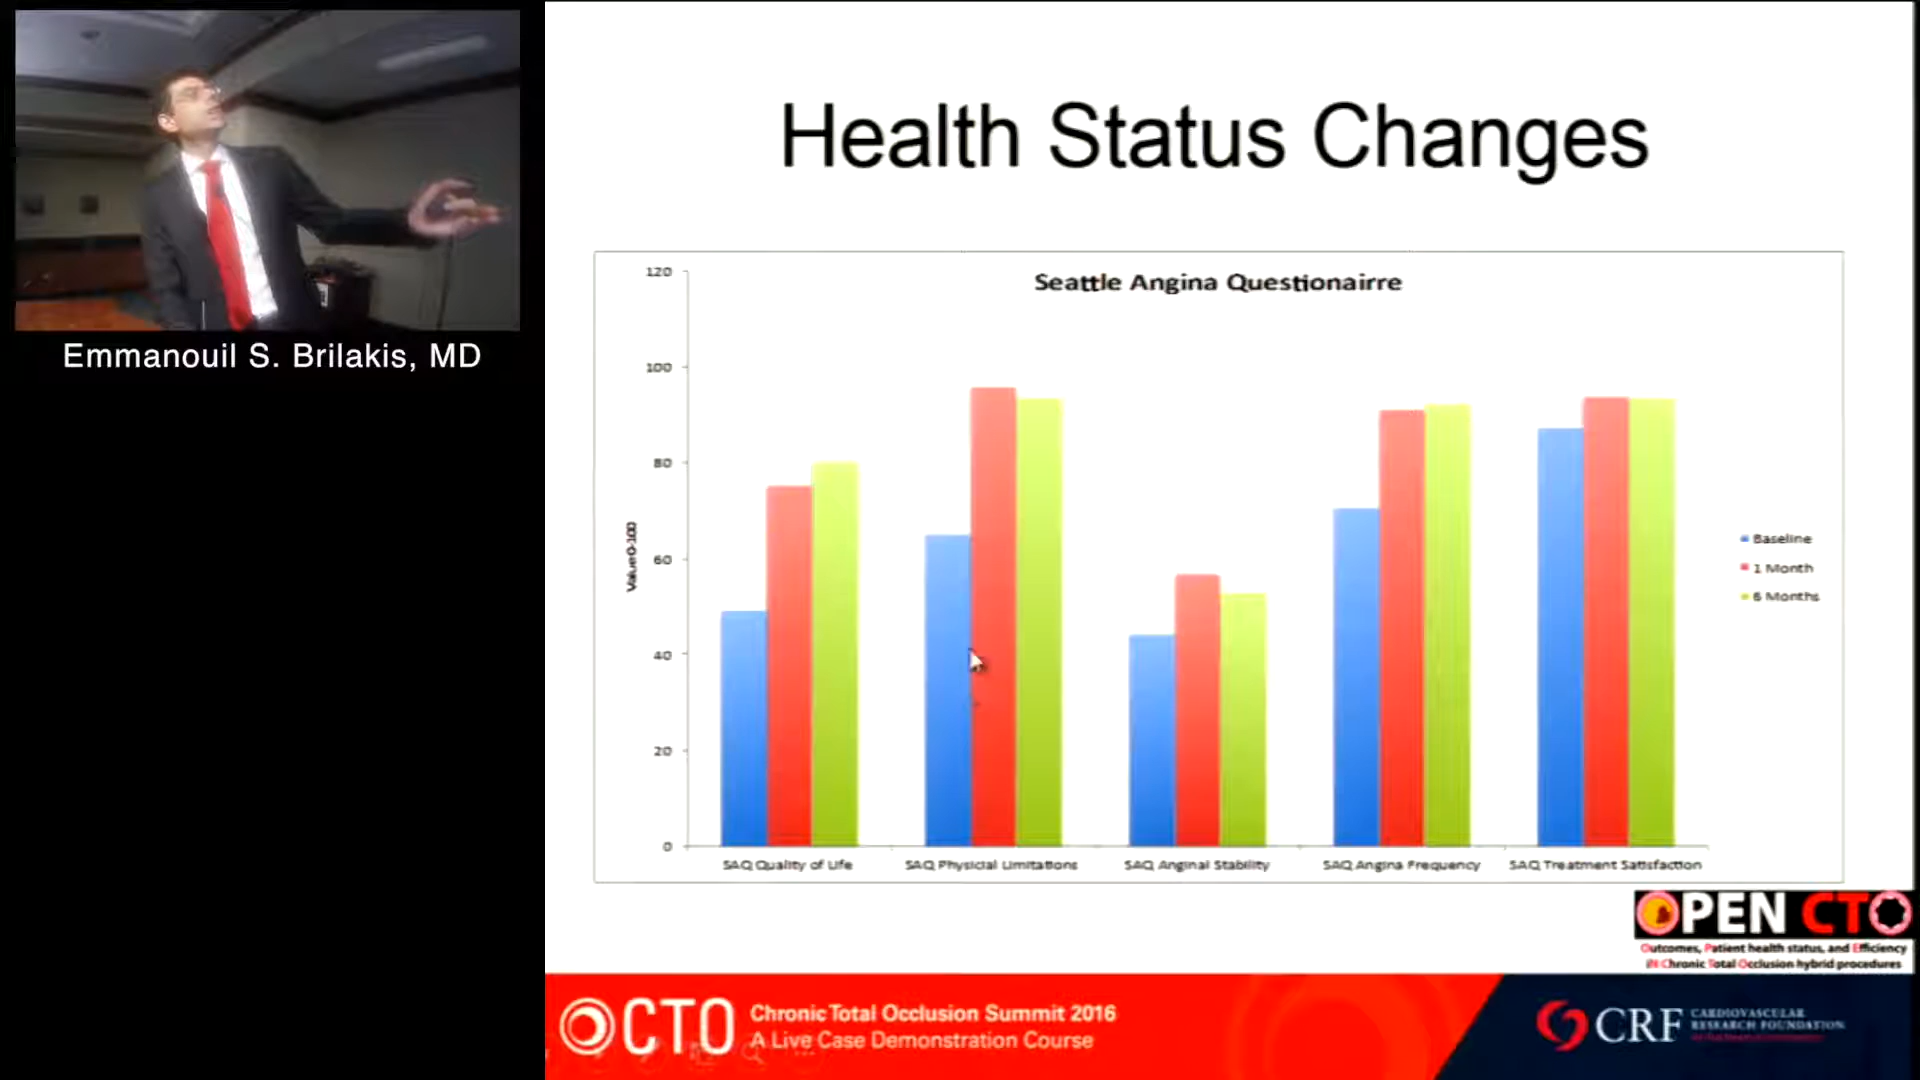 Emmanouil S. Brilakis, MD
Health Status Changes
Seattle Angina Questionairre
120
100
80
60
40
20
0
Value 0-100
SAQ Quality of Life
SAQ Physicial Limitations
SAQ Anginal Stability
SAQ Angina Frequency
SAQ Treatment Satisfaction
Baseline
1 Month
6 Months
OPEN CTO
Outcomes, Patient health status, and Efficiency
iN Chronic Total Occlusion hybrid procedures
CTO
Chronic Total Occlusion Summit 2016
A Live Case Demonstration Course
CRF
CARDIOVASCULAR
RESEARCH FOUNDATION